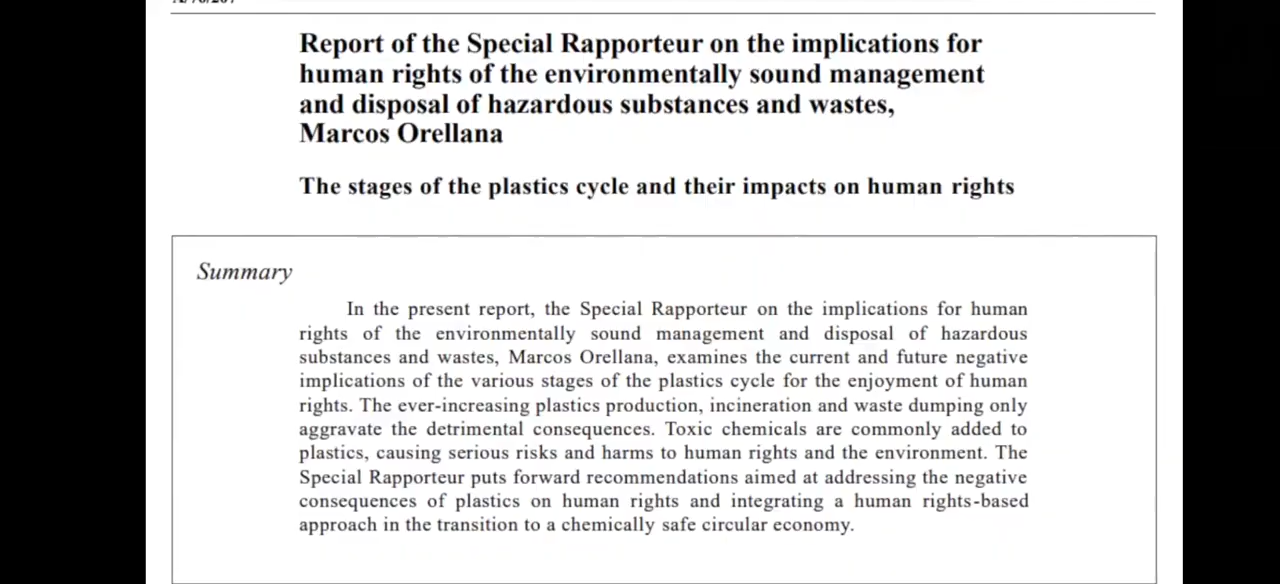 Report of the Special Rapporteur on the implications for
human rights of the environmentally sound management
and disposal of hazardous substances and wastes,
Marcos Orellana
The stages of the plastics cycle and their impacts on human rights
Summary
In the present report, the Special Rapporteur on the implications for human
rights of the environmentally sound management and disposal of hazardous
substances and wastes, Marcos Orellana, examines the current and future negative
implications of the various stages of the plastics cycle for the enjoyment of human
rights. The ever-increasing plastics production, incineration and waste dumping only
aggravate the detrimental consequences. Toxic chemicals are commonly added to
plastics, causing serious risks and harms to human rights and the environment. The
Special Rapporteur puts forward recommendations aimed at addressing the negative
consequences of plastics on human rights and integrating a human rights-based
approach in the transition to a chemically safe circular economy.